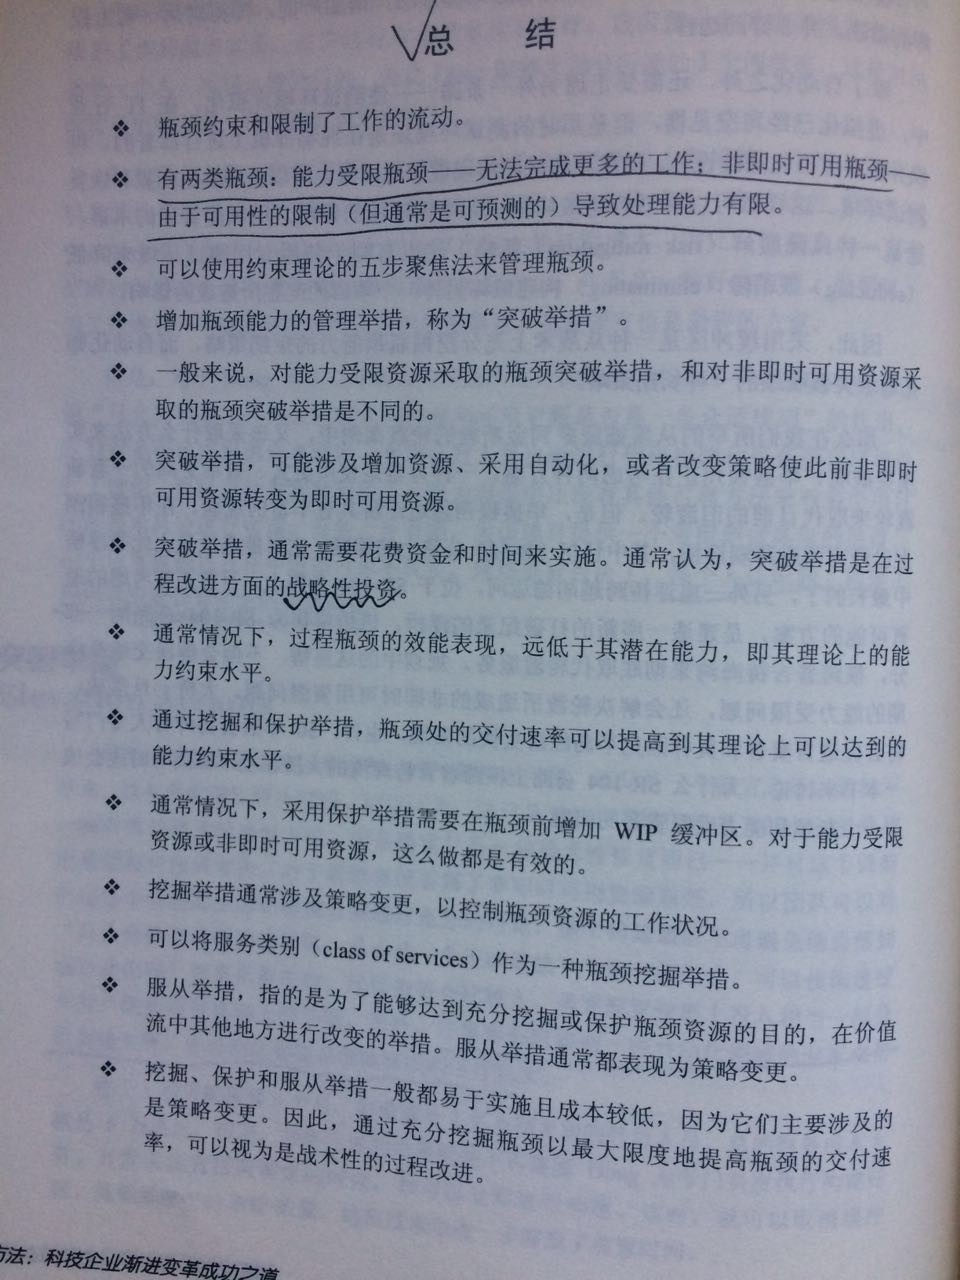 总 结
❖ 瓶颈约束和限制了工作的流动。
❖ 有两类瓶颈：能力受限瓶颈——无法完成更多的工作；非即时可用瓶颈——
由于可用性的限制（但通常是可预测的）导致处理能力有限。
❖ 可以使用约束理论的五步聚焦法来管理瓶颈。
❖ 增加瓶颈能力的管理举措，称为“突破举措”。
❖ 一般来说，对能力受限资源采取的瓶颈突破举措，和对非即时可用资源采
取的瓶颈突破举措是不同的。
❖ 突破举措，可能涉及增加资源、采用自动化，或者改变策略使此前非即时
可用资源转变为即时可用资源。
❖ 突破举措，通常需要花费资金和时间来实施。通常认为，突破举措是在过
程改进方面的战略性投资。
❖ 通常情况下，过程瓶颈的效能表现，远低于其潜在能力，即其理论上的能
力约束水平。
❖ 通过挖掘和保护举措，瓶颈处的交付速率可以提高到其理论上可以达到的
能力约束水平。
❖ 通常情况下，采用保护举措需要在瓶颈前增加 WIP 缓冲区。对于能力受限
资源或非即时可用资源，这么做都是有效的。
❖ 挖掘举措通常涉及策略变更，以控制瓶颈资源的工作状况。
❖ 可以将服务类别（class of services）作为一种瓶颈挖掘举措。
❖ 服从举措，指的是为了能够达到充分挖掘或保护瓶颈资源的目的，在价值
流中其他地方进行改变的举措。服从举措通常都表现为策略变更。
❖ 挖掘、保护和服从举措一般都易于实施且成本较低，因为它们主要涉及的
是策略变更。因此，通过充分挖掘瓶颈以最大限度地提高瓶颈的交付速
率，可以视为是战术性的过程改进。
方法：科技企业渐进变革成功之道